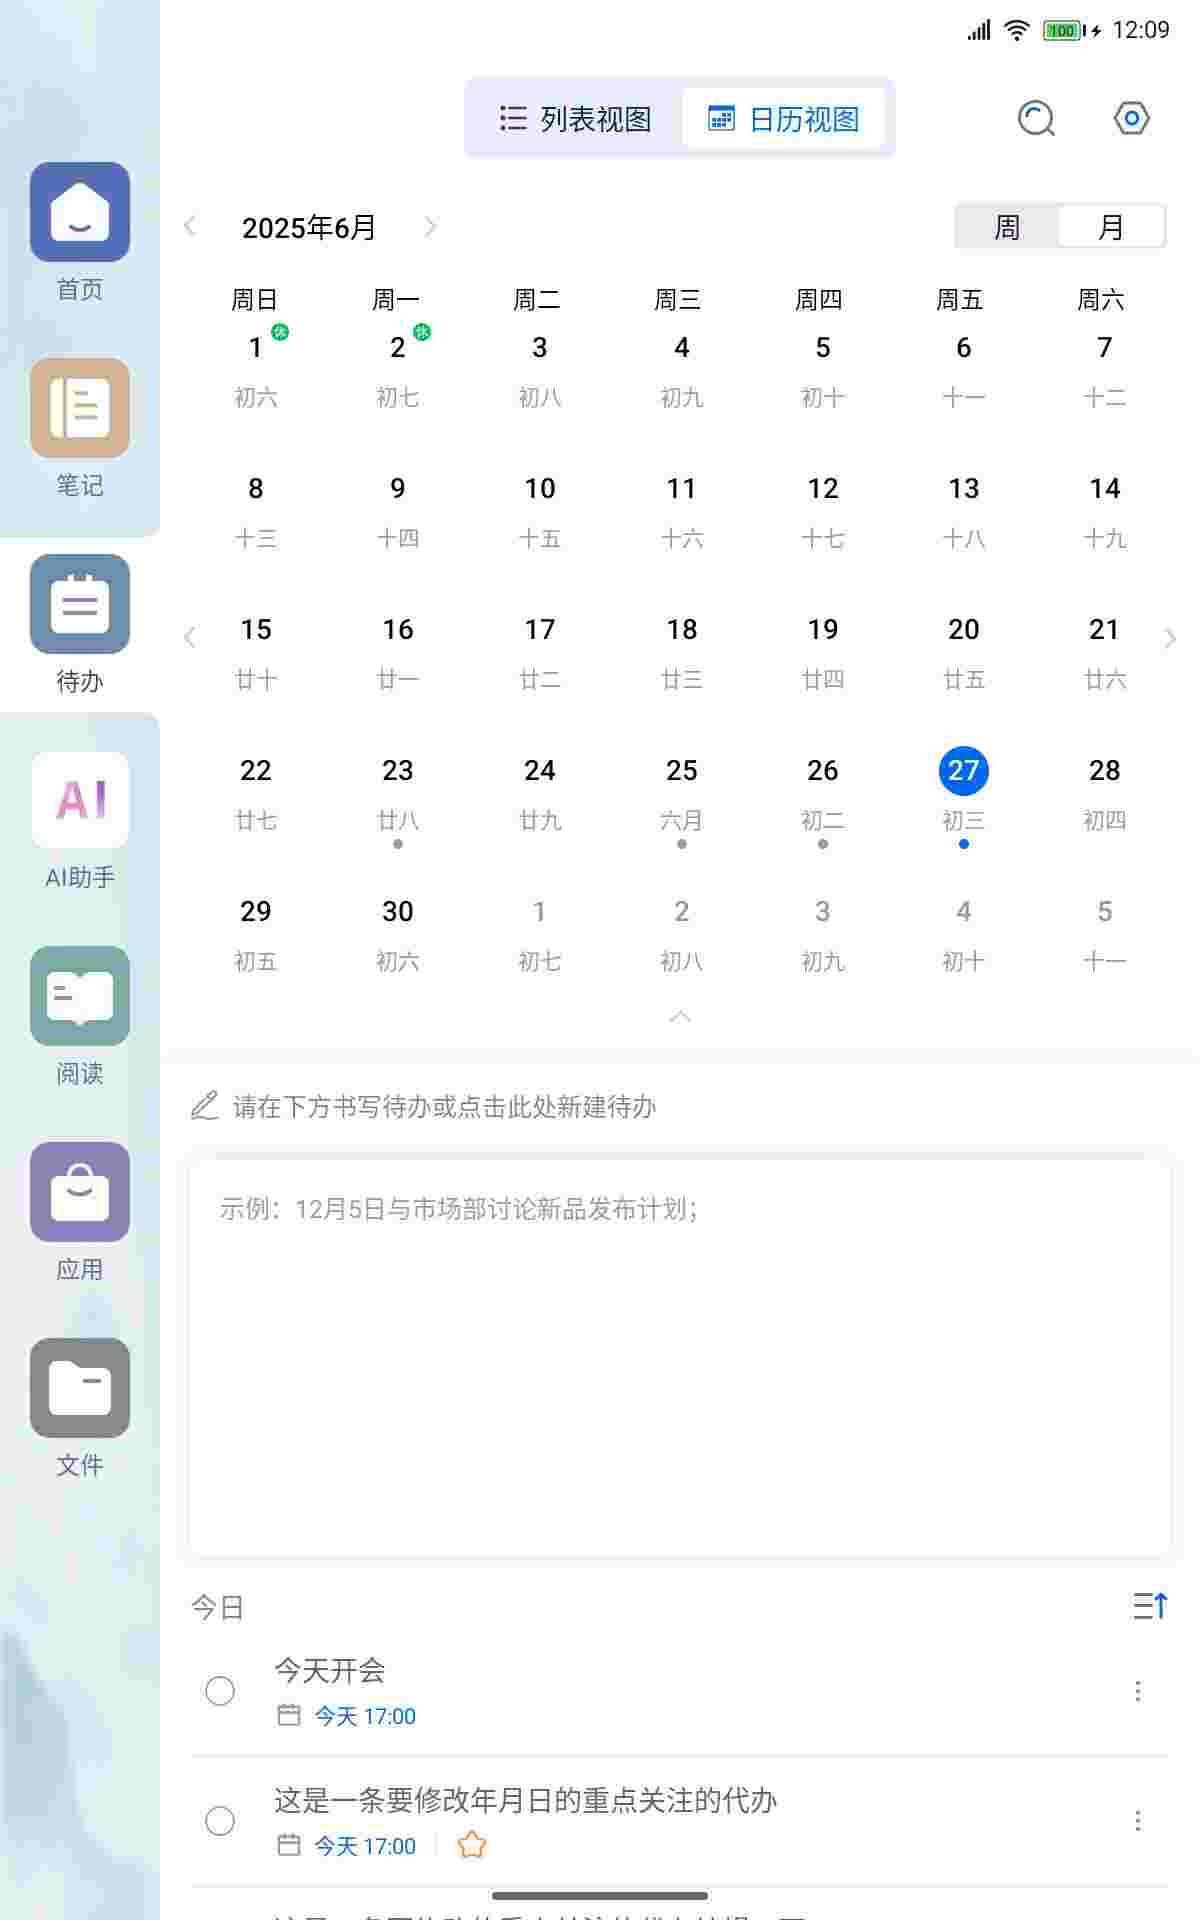 100 12:09
列表视图 日历视图
2025年6月 周 月
周日 周一 周二 周三 周四 周五 周六
休 休
1 2 3 4 5 6 7
初六 初七 初八 初九 初十 十一 十二
8 9 10 11 12 13 14
十三 十四 十五 十六 十七 十八 十九
15 16 17 18 19 20 21
廿十 廿一 廿二 廿三 廿四 廿五 廿六
22 23 24 25 26 27 28
廿七 廿八 廿九 六月 初二 初三 初四
29 30 1 2 3 4 5
初五 初六 初七 初八 初九 初十 十一
首页
笔记
待办
AI
AI助手
阅读
应用
文件
请在下方书写待办或点击此处新建待办
示例：12月5日与市场部讨论新品发布计划；
今日
今天开会
今天 17:00
这是一条要修改年月日的重点关注的代办
今天 17:00